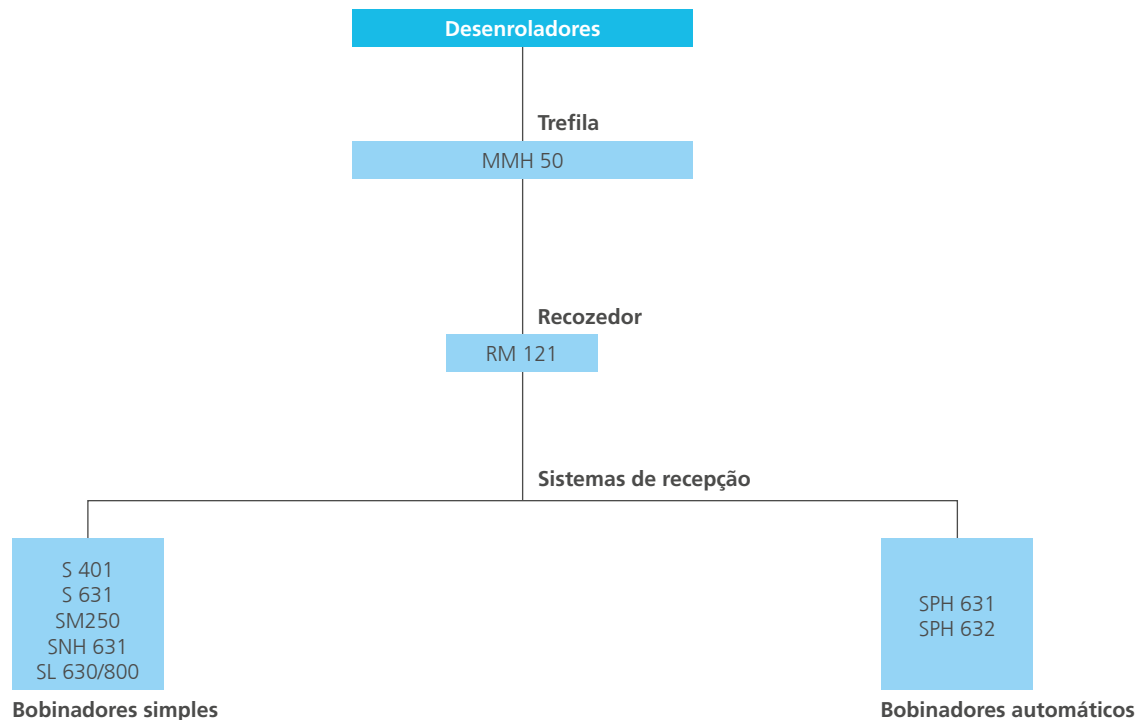 Desenroladores
Trefila
MMH 50
Recozedor
RM 121
Sistemas de recepção
S 401
S 631
SM250
SNH 631
SL 630/800
Bobinadores simples
SPH 631
SPH 632
Bobinadores automáticos